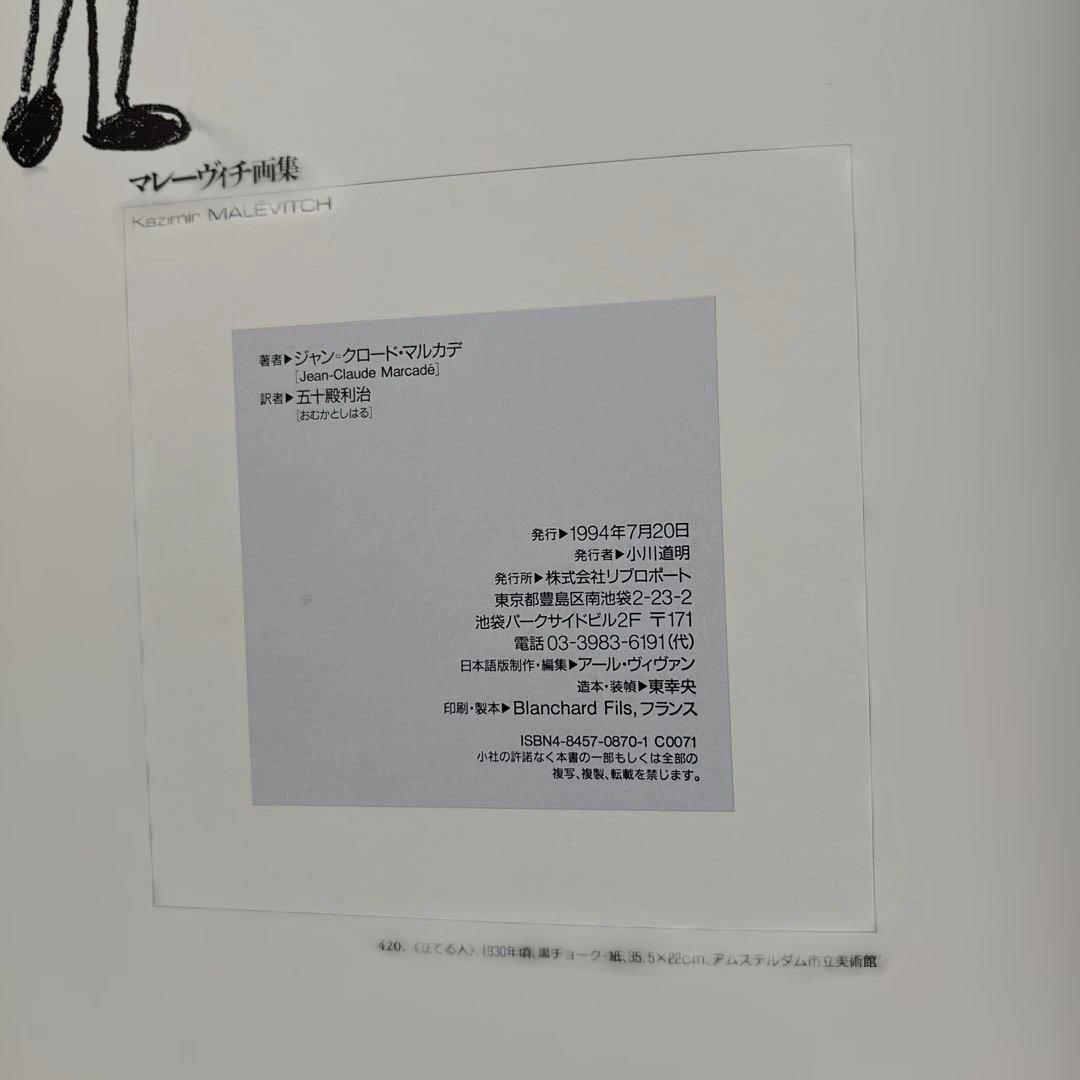 マレーヴィチ画集
Kazimir MALÉVITCH
著者▶ジャン=クロード・マルカデ
[Jean-Claude Marcadé]
訳者▶五十殿利治
[おむかとしはる]
発行▶1994年7月20日
発行者▶小川道明
発行所▶株式会社リブロポート
東京都豊島区南池袋2-23-2
池袋パークサイドビル2F 〒171
電話 03-3983-6191(代)
日本語版制作・編集▶アール・ヴィヴァン
造本・装幀▶東幸央
印刷・製本▶Blanchard Fils, フランス
ISBN4-8457-0870-1 C0071
小社の許諾なく本書の一部もしくは全部の
複写、複製、転載を禁じます。
420.《立てる人》、1930年頃、黒チョーク・紙、35.5×22cm、アムステルダム市立美術館